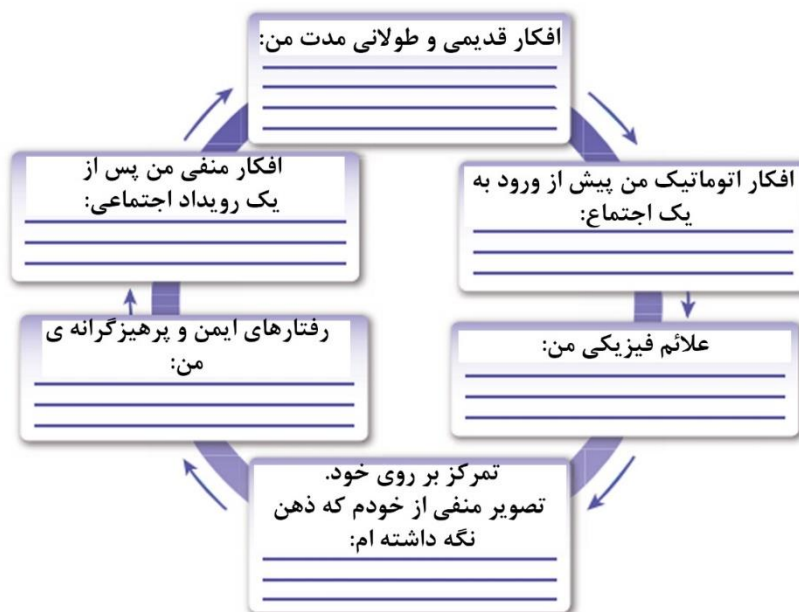 افکار قدیمی و طولانی مدت من:
افکار اتوماتیک من پیش از ورود به
یک اجتماع:
علائم فیزیکی من:
تمرکز بر روی خود.
تصویر منفی از خودم که ذهن
نگه داشته ام:
رفتارهای ایمن و پرهیزگرانه ی
من:
افکار منفی من پس از
یک رویداد اجتماعی: